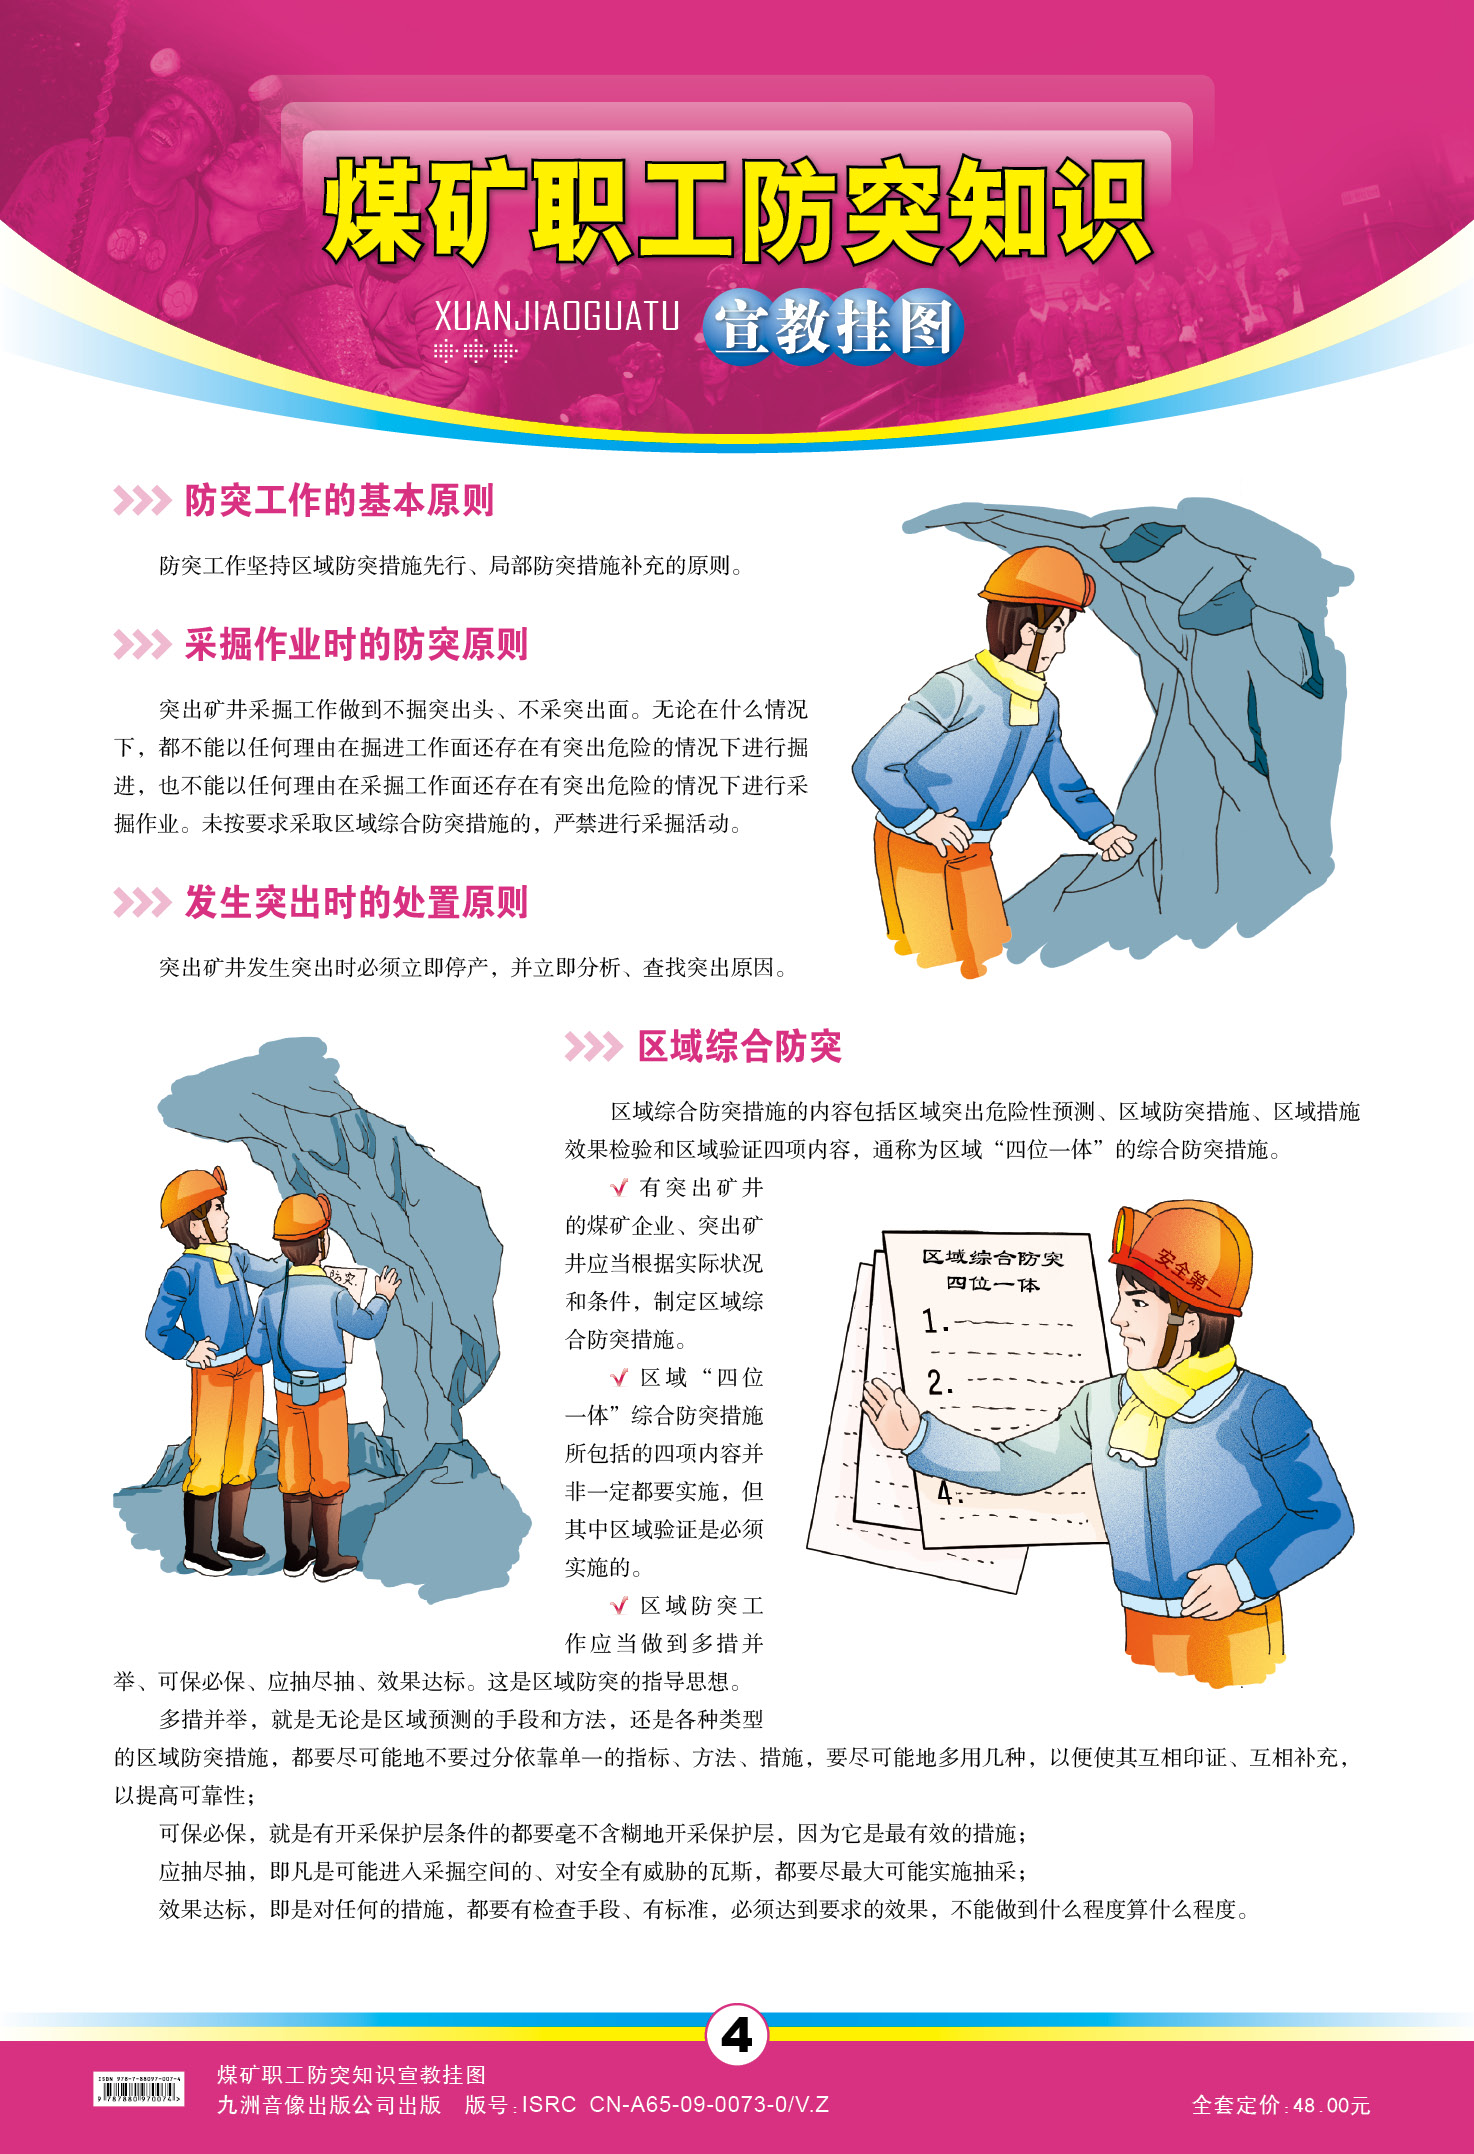 煤矿职工防突知识
XUANJIAOGUATU 宣教挂图
防突工作的基本原则
防突工作坚持区域防突措施先行、局部防突措施补充的原则。
采掘作业时的防突原则
突出矿井采掘工作做到不掘突出头、不采突出面。无论在什么情况
下，都不能以任何理由在掘进工作面还存在有突出危险的情况下进行掘
进，也不能以任何理由在采掘工作面还存在有突出危险的情况下进行采
掘作业。未按要求采取区域综合防突措施的，严禁进行采掘活动。
发生突出时的处置原则
突出矿井发生突出时必须立即停产，并立即分析、查找突出原因。
区域综合防突
区域综合防突措施的内容包括区域突出危险性预测、区域防突措施、区域措施
效果检验和区域验证四项内容，通称为区域“四位一体”的综合防突措施。
有突出矿井
的煤矿企业、突出矿
井应当根据实际状况
和条件，制定区域综
合防突措施。
区域“四位
一体”综合防突措施
所包括的四项内容并
非一定都要实施，但
其中区域验证是必须
实施的。
区域防突工
作应当做到多措并
举、可保必保、应抽尽抽、效果达标。这是区域防突的指导思想。
多措并举，就是无论是区域预测的手段和方法，还是各种类型
的区域防突措施，都要尽可能地不要过分依靠单一的指标、方法、措施，要尽可能地多用几种，以便使其互相印证、互相补充，
以提高可靠性；
可保必保，就是有开采保护层条件的都要毫不含糊地开采保护层，因为它是最有效的措施；
应抽尽抽，即凡是可能进入采掘空间的、对安全有威胁的瓦斯，都要尽最大可能实施抽采；
效果达标，即是对任何的措施，都要有检查手段、有标准，必须达到要求的效果，不能做到什么程度算什么程度。
防突
区域综合防突
四位一体
1.
2.
4.
安全第一
4
ISBN 978-7-88097-007-4
9 787880 970074 >
煤矿职工防突知识宣教挂图
九洲音像出版公司出版 版号:ISRC CN-A65-09-0073-0/V.Z
全套定价:48.00元